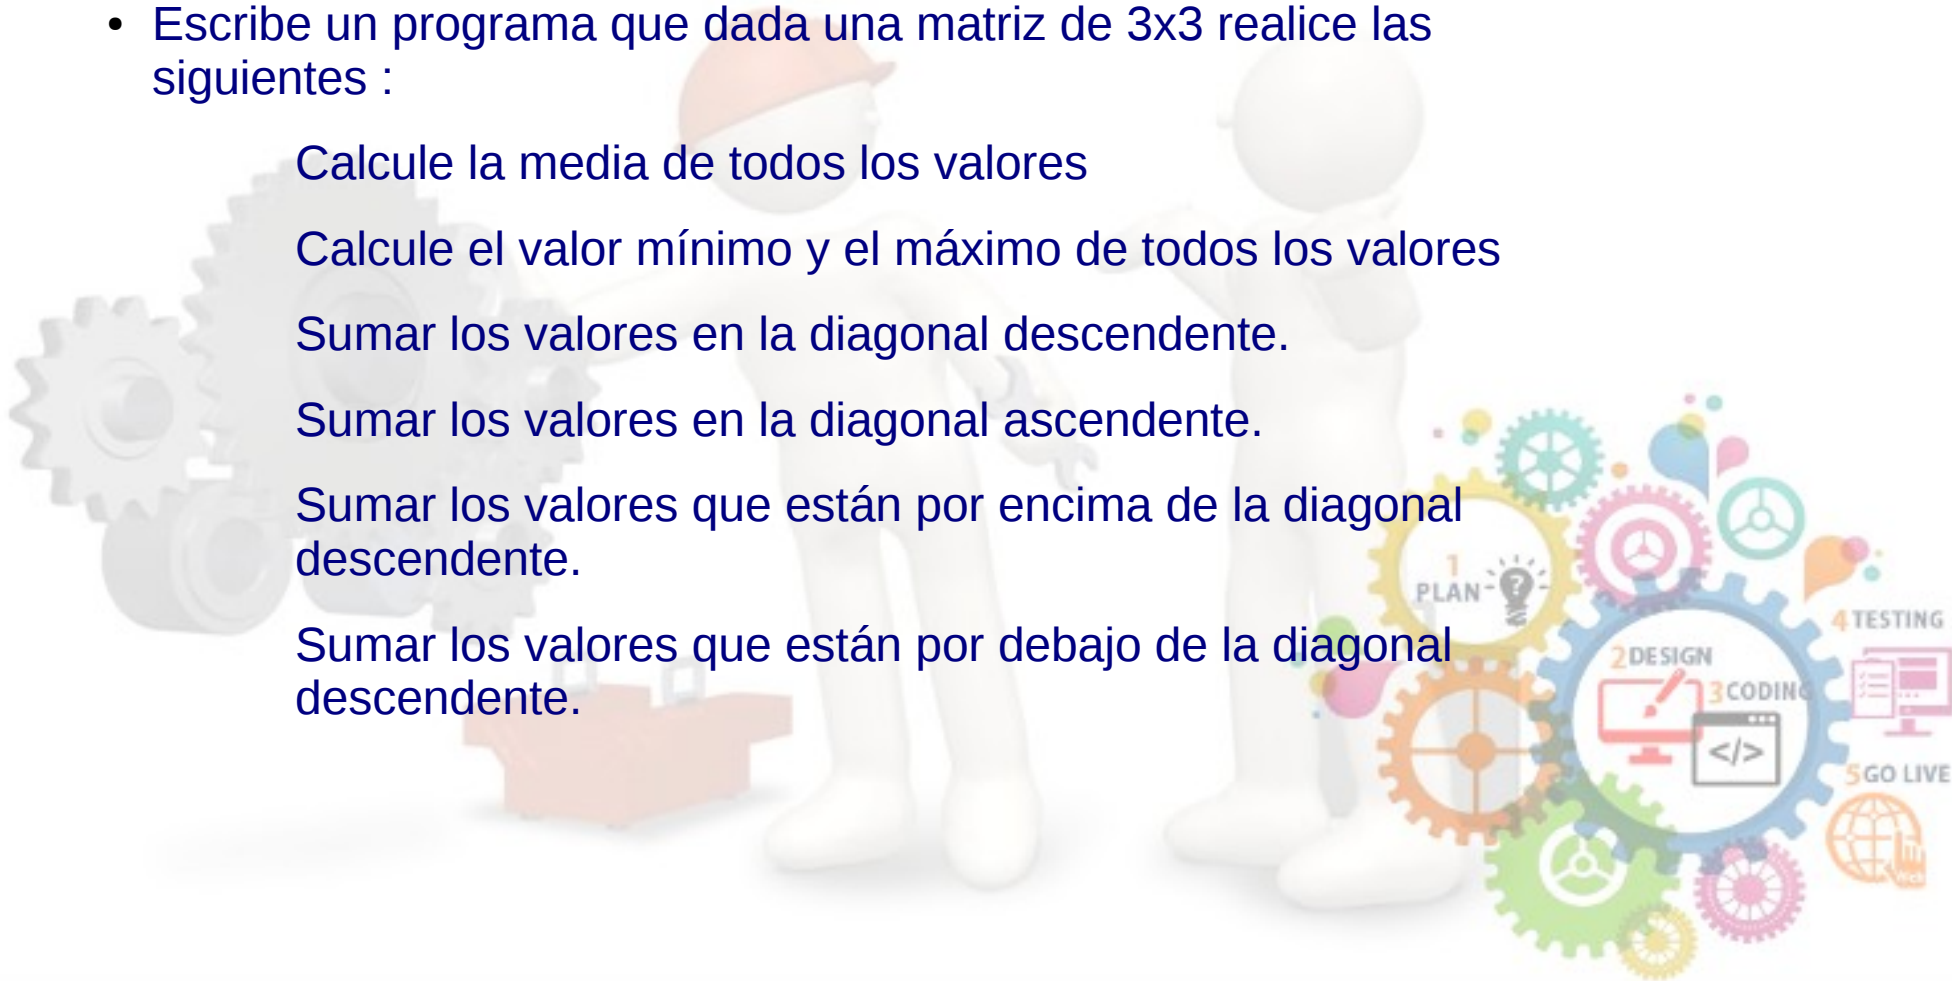 • Escribe un programa que dada una matriz de 3x3 realice las
siguientes :
Calcule la media de todos los valores
Calcule el valor mínimo y el máximo de todos los valores
Sumar los valores en la diagonal descendente.
Sumar los valores en la diagonal ascendente.
Sumar los valores que están por encima de la diagonal
descendente.
Sumar los valores que están por debajo de la diagonal
descendente.
1
PLAN
?
2 DESIGN
3 CODING
</>
4 TESTING
5 GO LIVE
Web